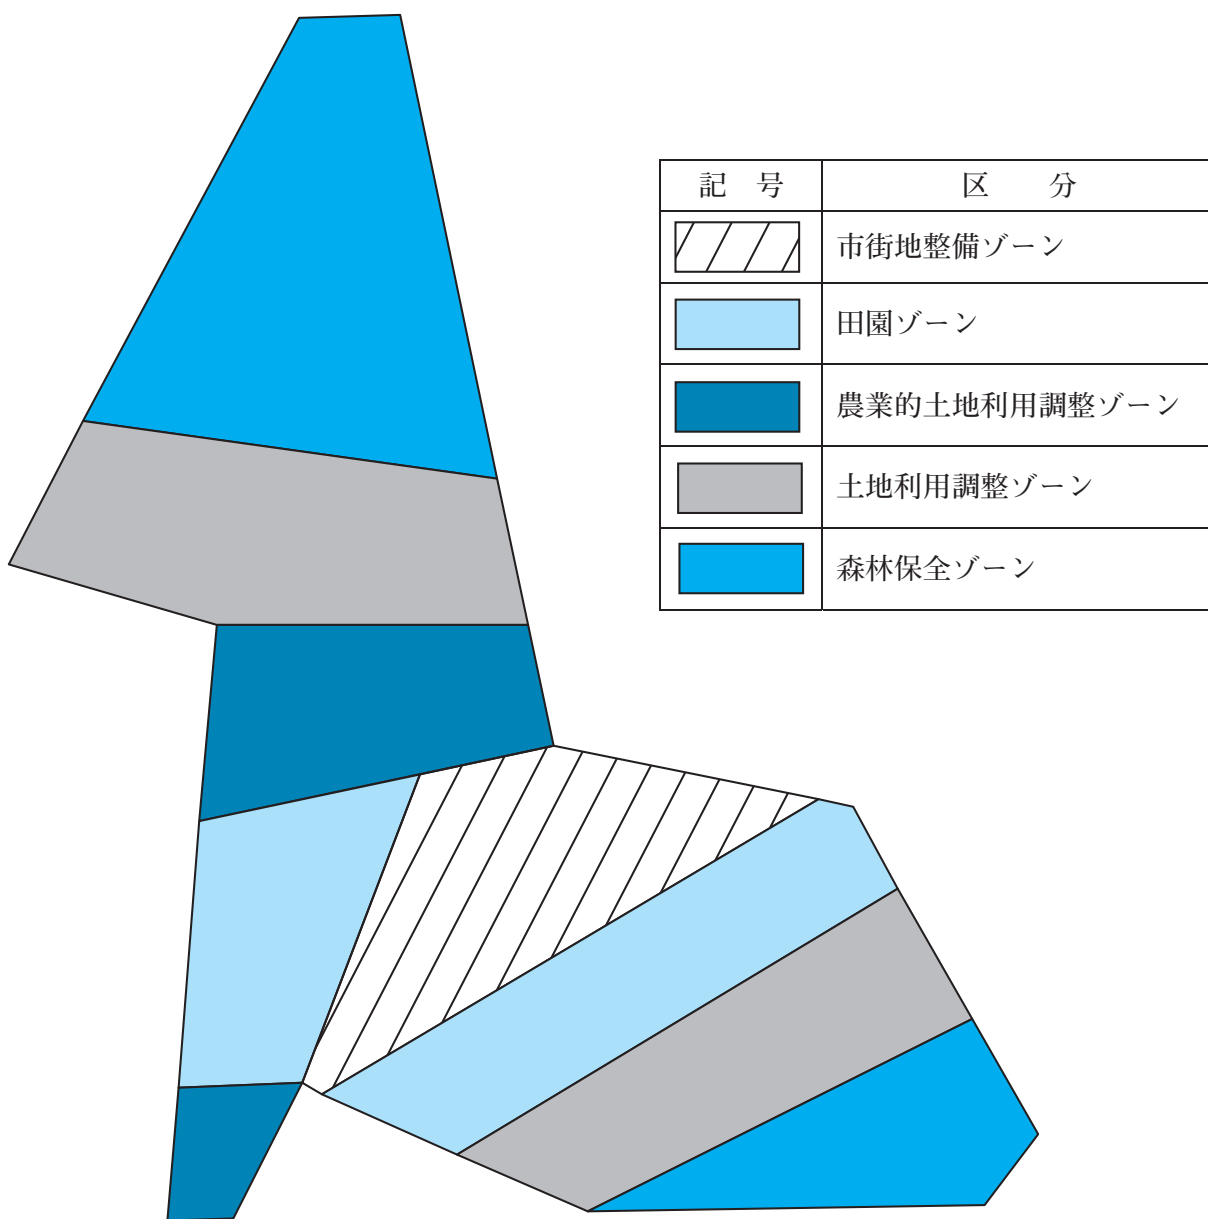 記　号　区　　分
市街地整備ゾーン
田園ゾーン
農業的土地利用調整ゾーン
土地利用調整ゾーン
森林保全ゾーン